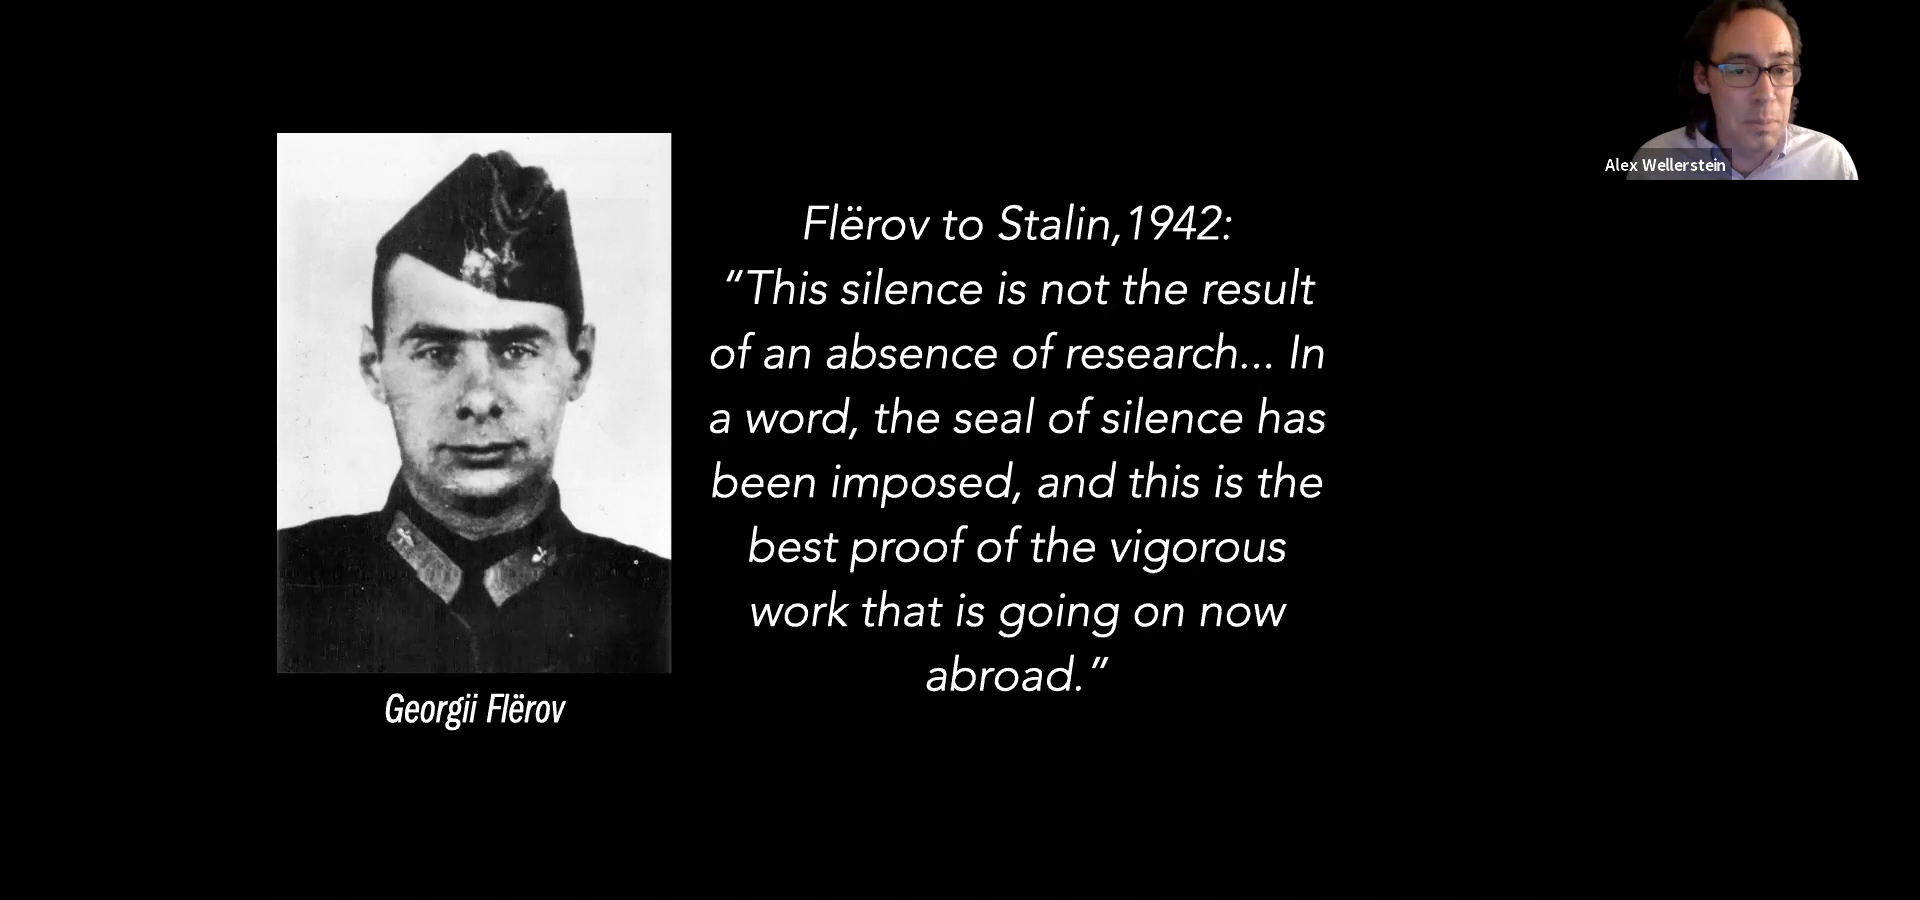 Alex Wellerstein
Flërov to Stalin,1942:
“This silence is not the result
of an absence of research... In
a word, the seal of silence has
been imposed, and this is the
best proof of the vigorous
work that is going on now
abroad.”
Georgii Flërov